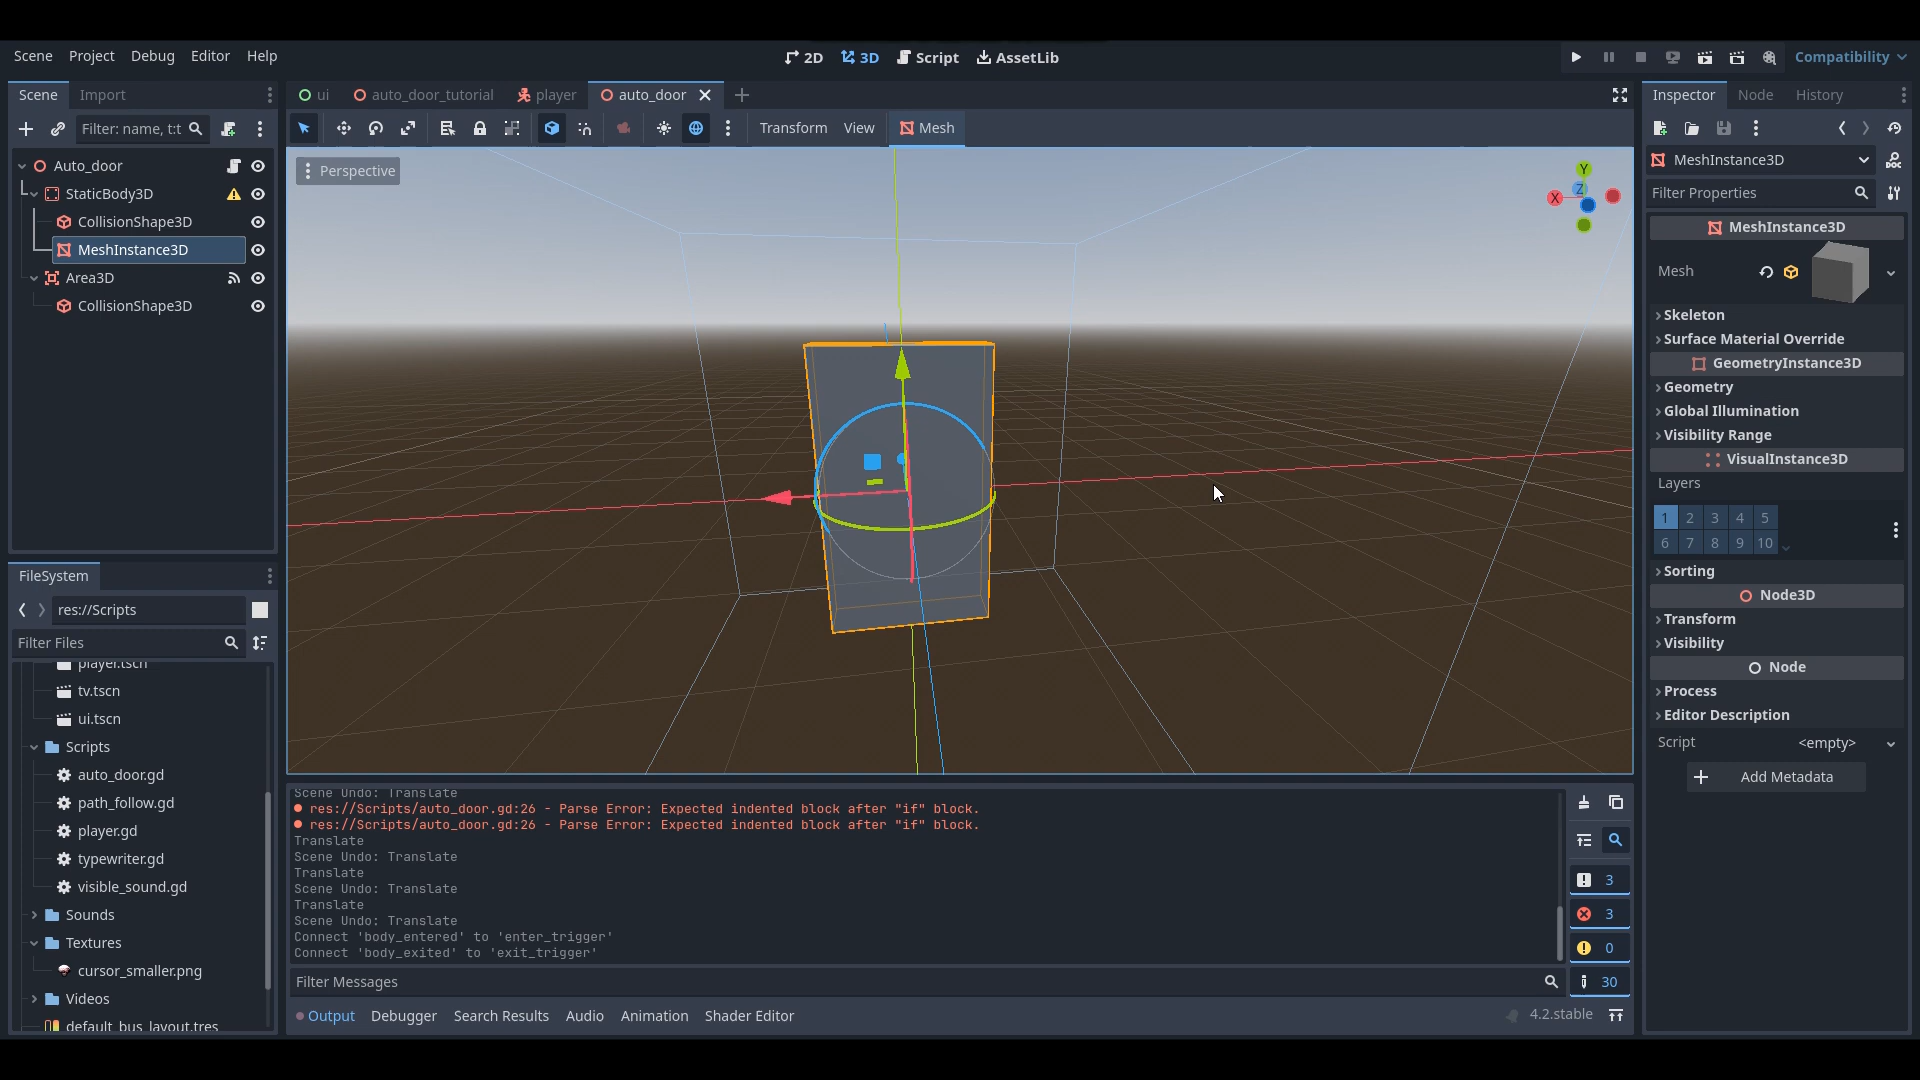 Scene Project Debug Editor Help
2D 3D Script AssetLib
Compatibility
Scene Import
Filter: name, t:t
Auto_door
StaticBody3D
CollisionShape3D
MeshInstance3D
Area3D
CollisionShape3D
FileSystem
res://Scripts
Filter Files
player.tscn
tv.tscn
ui.tscn
Scripts
auto_door.gd
path_follow.gd
player.gd
typewriter.gd
visible_sound.gd
Sounds
Textures
cursor_smaller.png
Videos
default_bus_layout.tres
ui auto_door_tutorial player auto_door
Transform View Mesh
Perspective
Y
Z
X
Scene Undo: Translate
res://Scripts/auto_door.gd:26 - Parse Error: Expected indented block after "if" block.
res://Scripts/auto_door.gd:26 - Parse Error: Expected indented block after "if" block.
Translate
Scene Undo: Translate
Translate
Scene Undo: Translate
Translate
Scene Undo: Translate
Connect 'body_entered' to 'enter_trigger'
Connect 'body_exited' to 'exit_trigger'
Filter Messages
3
3
0
30
Output Debugger Search Results Audio Animation Shader Editor
4.2.stable
Inspector Node History
MeshInstance3D
Filter Properties
MeshInstance3D
Mesh
Skeleton
Surface Material Override
GeometryInstance3D
Geometry
Global Illumination
Visibility Range
VisualInstance3D
Layers
1 2 3 4 5
6 7 8 9 10
Sorting
Node3D
Transform
Visibility
Node
Process
Editor Description
Script <empty>
Add Metadata